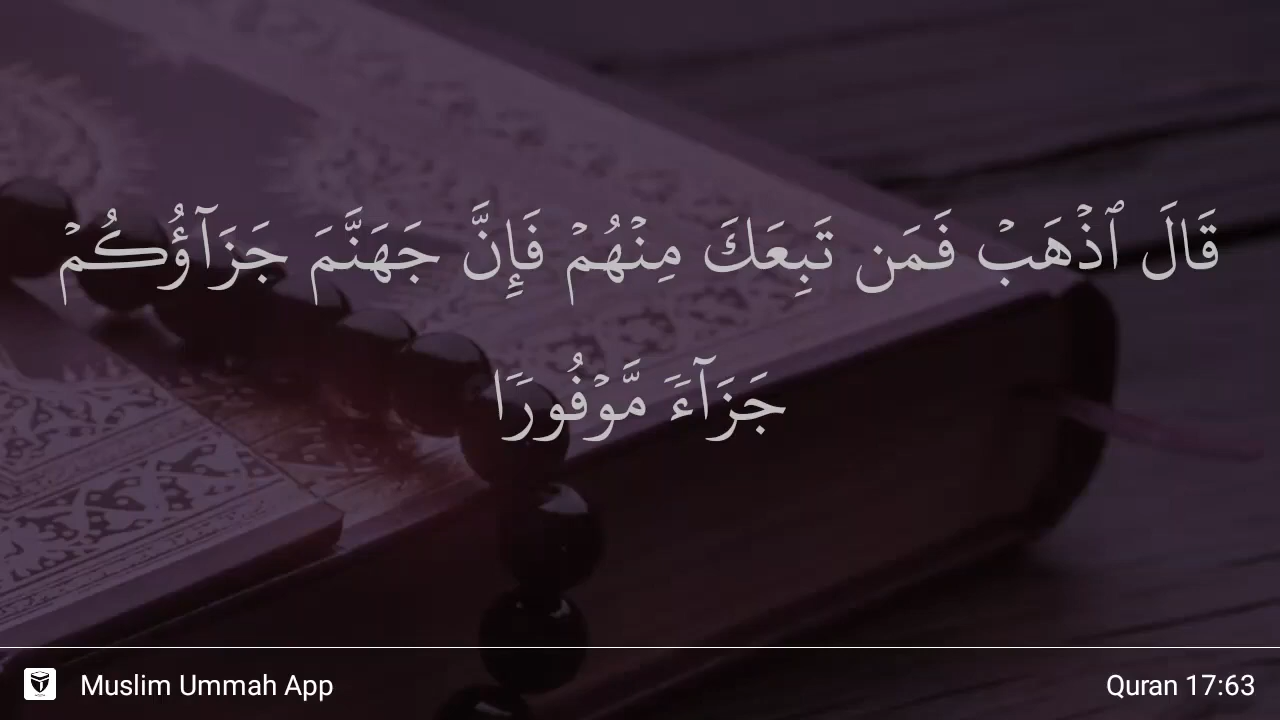 قَالَ ٱذۡهَبۡ فَمَن تَبِعَكَ مِنۡهُمۡ فَإِنَّ جَهَنَّمَ جَزَآؤُكُمۡ
جَزَآءَ مَّوۡفُورَا
Muslim Ummah App
Quran 17:63